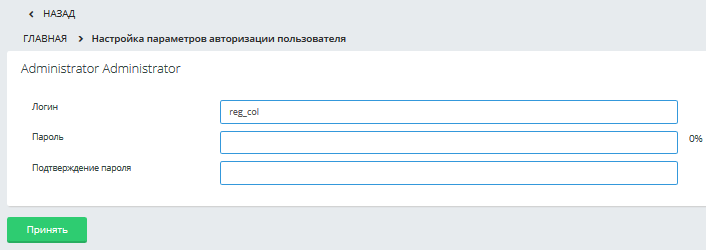 НАЗАД
ГЛАВНАЯ > Настройка параметров авторизации пользователя
Administrator Administrator
Логин reg_col
Пароль 0%
Подтверждение пароля
Принять